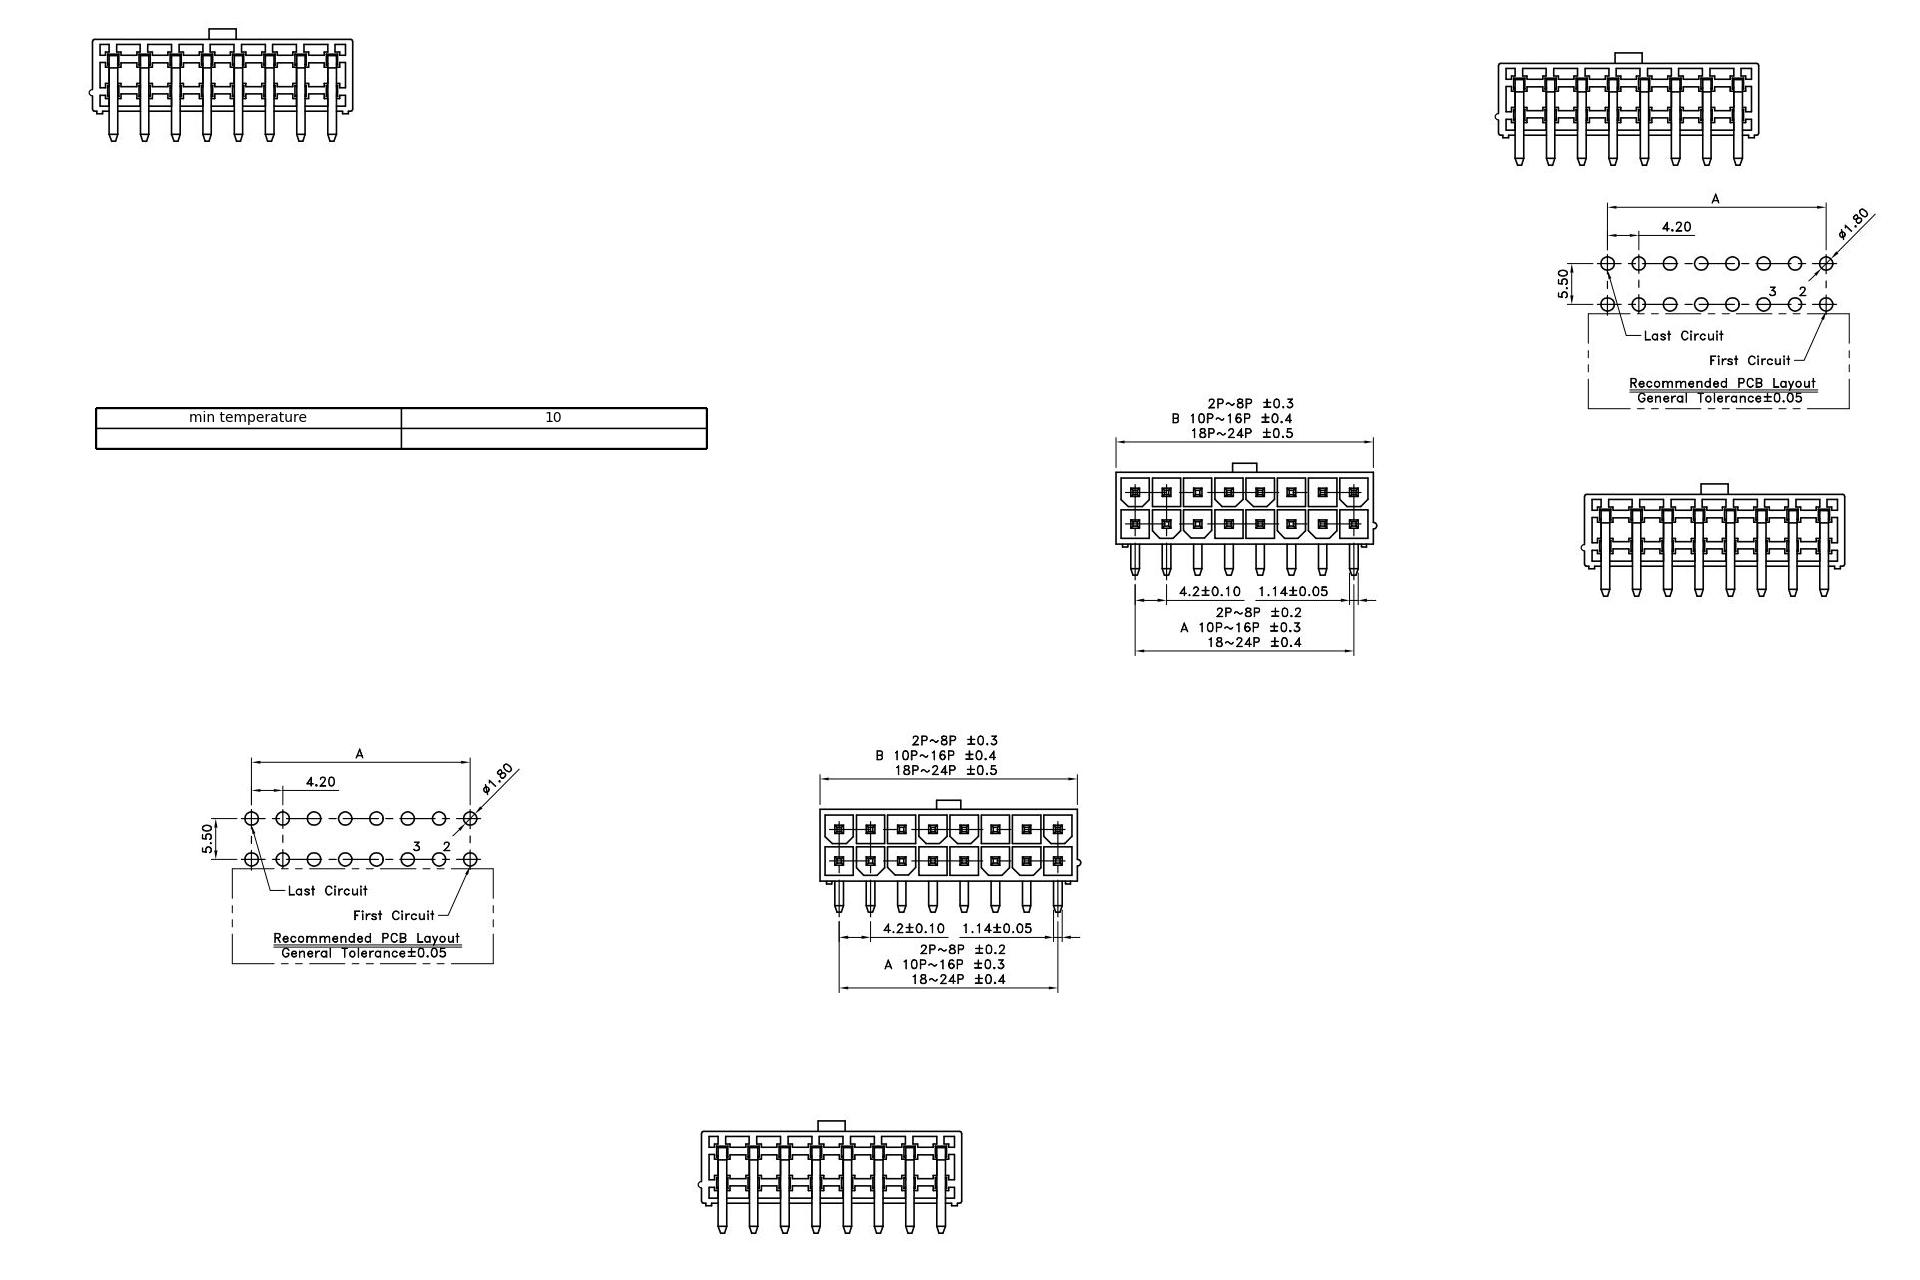 A
4.20
ø1.80
5.50
3 2
Last Circuit
First Circuit
Recommended PCB Layout
General Tolerance±0.05
min temperature 10
2P~8P ±0.3
B 10P~16P ±0.4
18P~24P ±0.5
4.2±0.10 1.14±0.05
2P~8P ±0.2
A 10P~16P ±0.3
18~24P ±0.4
A
4.20
ø1.80
5.50
3 2
Last Circuit
First Circuit
Recommended PCB Layout
General Tolerance±0.05
2P~8P ±0.3
B 10P~16P ±0.4
18P~24P ±0.5
4.2±0.10 1.14±0.05
2P~8P ±0.2
A 10P~16P ±0.3
18~24P ±0.4